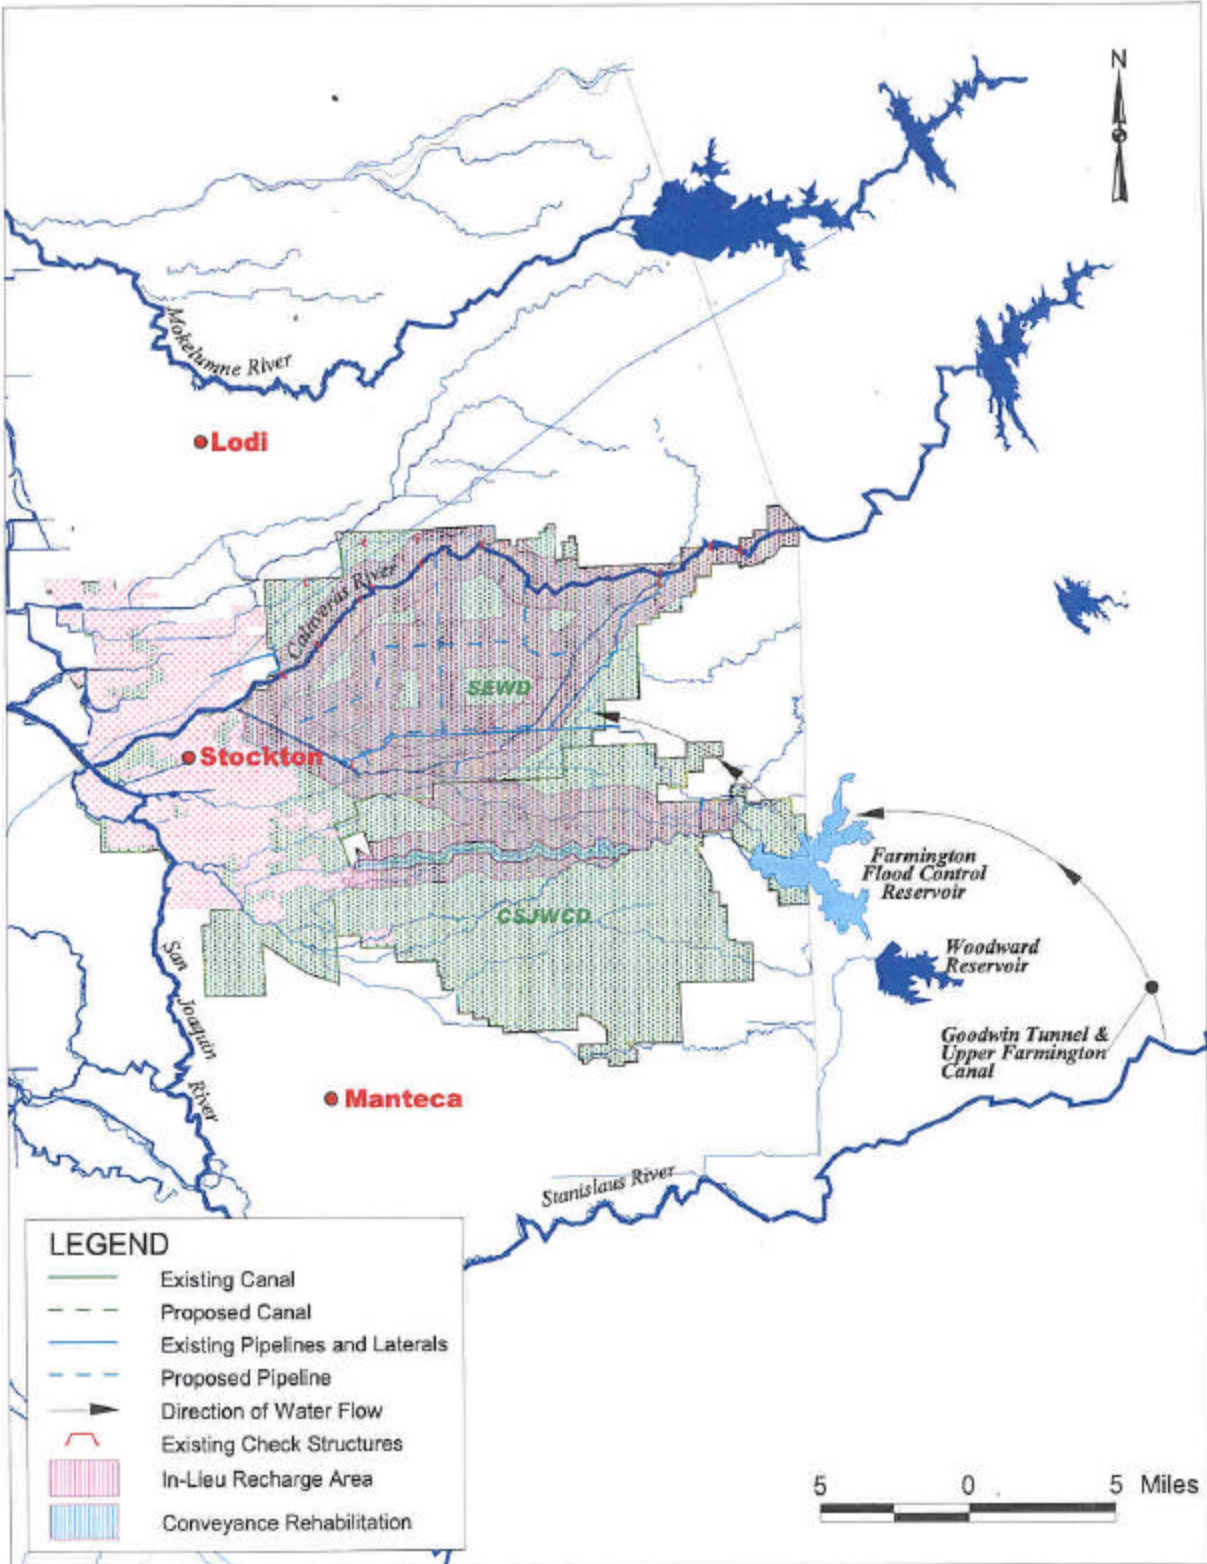 N
Mokelumne River
Lodi
Calaveras River
SEWD
Stockton
Farmington
Flood Control
Reservoir
CSJWCD
Woodward
Reservoir
San Joaquin River
Goodwin Tunnel &
Upper Farmington
Canal
Manteca
Stanislaus River
LEGEND
Existing Canal
Proposed Canal
Existing Pipelines and Laterals
Proposed Pipeline
Direction of Water Flow
Existing Check Structures
In-Lieu Recharge Area
Conveyance Rehabilitation
5 0 5 Miles